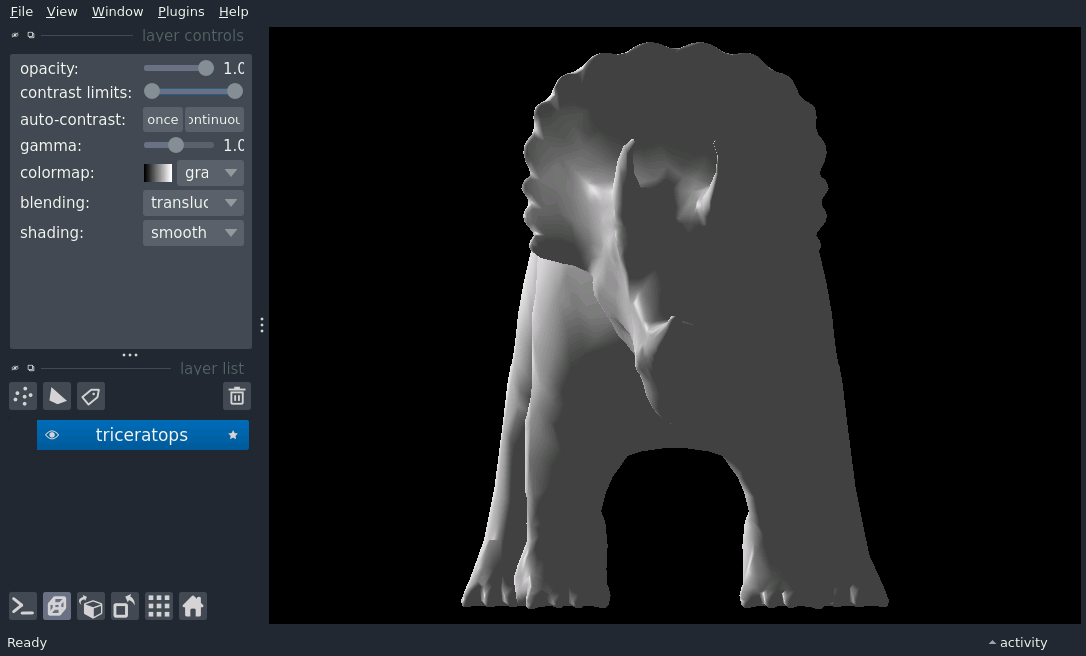 File View Window Plugins Help
layer controls
opacity: 1.0
contrast limits:
auto-contrast: once ontinuou
gamma: 1.0
colormap: gra
blending: transluc
shading: smooth
layer list
triceratops
Ready
activity